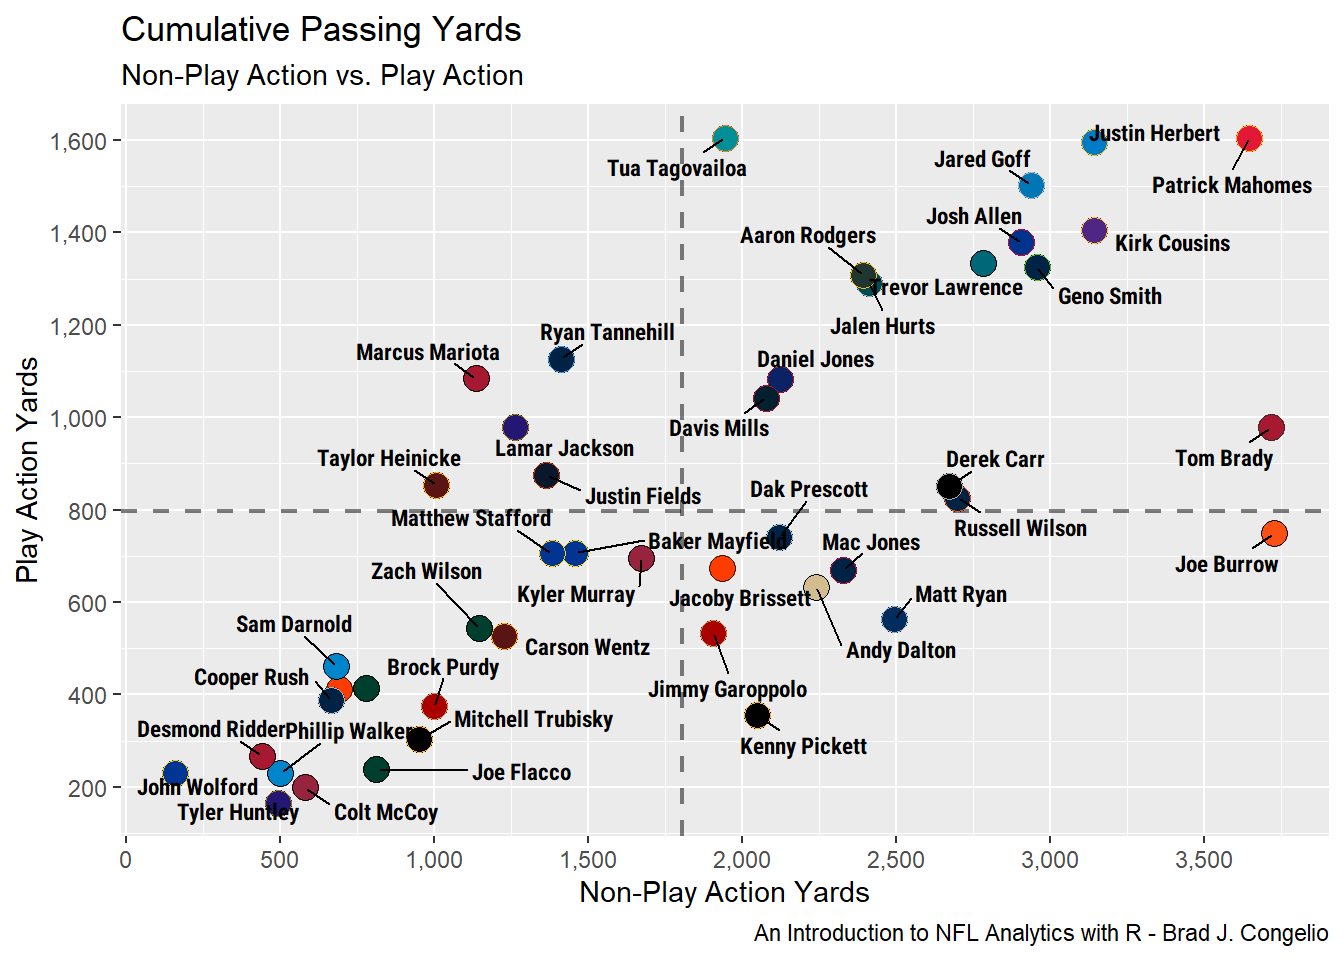 Cumulative Passing Yards
Non-Play Action vs. Play Action
Play Action Yards
1,600
1,400
1,200
1,000
800
600
400
200
Justin Herbert
Tua Tagovailoa
Jared Goff
Patrick Mahomes
Josh Allen
Aaron Rodgers
Kirk Cousins
Trevor Lawrence
Geno Smith
Jalen Hurts
Ryan Tannehill
Marcus Mariota
Daniel Jones
Davis Mills
Lamar Jackson
Taylor Heinicke
Derek Carr
Tom Brady
Justin Fields
Dak Prescott
Matthew Stafford
Russell Wilson
Baker Mayfield
Mac Jones
Joe Burrow
Zach Wilson
Kyler Murray
Jacoby Brissett
Matt Ryan
Sam Darnold
Carson Wentz
Andy Dalton
Cooper Rush
Brock Purdy
Jimmy Garoppolo
Mitchell Trubisky
Desmond Ridder
Phillip Walker
Kenny Pickett
Joe Flacco
John Wolford
Tyler Huntley
Colt McCoy
0
500
1,000
1,500
2,000
2,500
3,000
3,500
Non-Play Action Yards
An Introduction to NFL Analytics with R - Brad J. Congelio